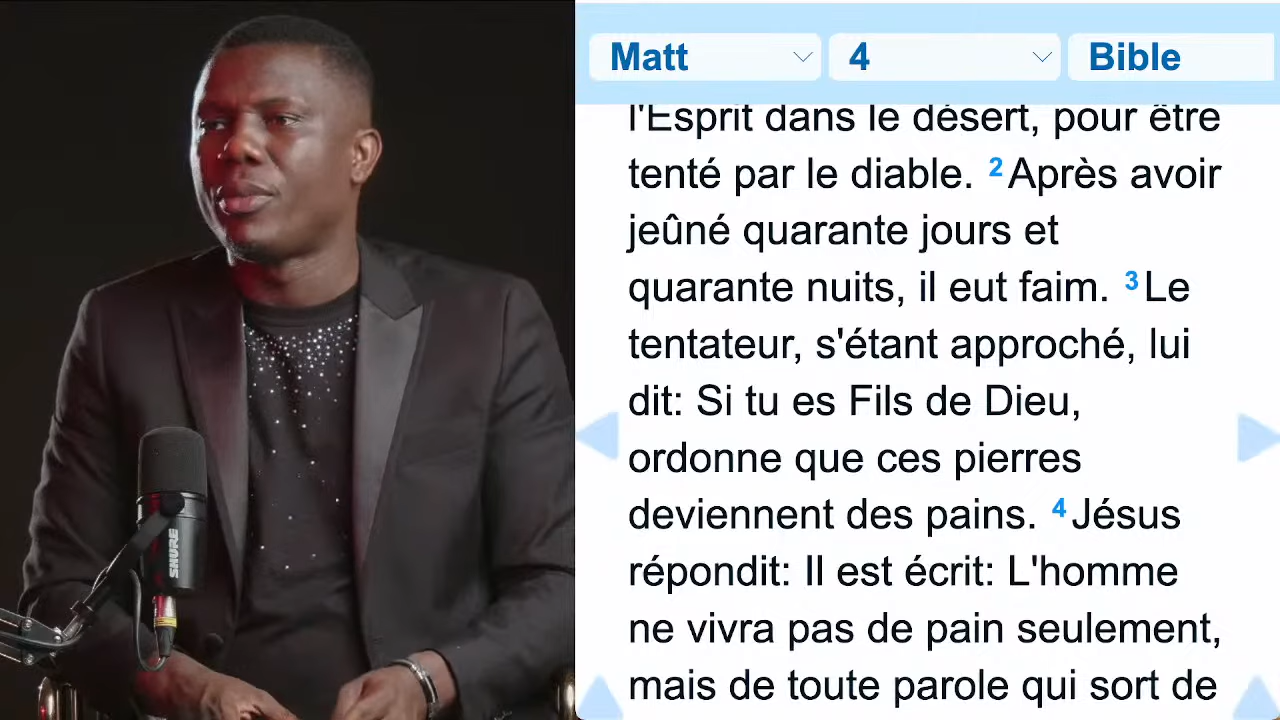 Matt
4
Bible
l'Esprit dans le désert, pour être
tenté par le diable. 2 Après avoir
jeûné quarante jours et
quarante nuits, il eut faim. 3 Le
tentateur, s'étant approché, lui
dit: Si tu es Fils de Dieu,
ordonne que ces pierres
deviennent des pains. 4 Jésus
répondit: Il est écrit: L'homme
ne vivra pas de pain seulement,
mais de toute parole qui sort de
SHURE